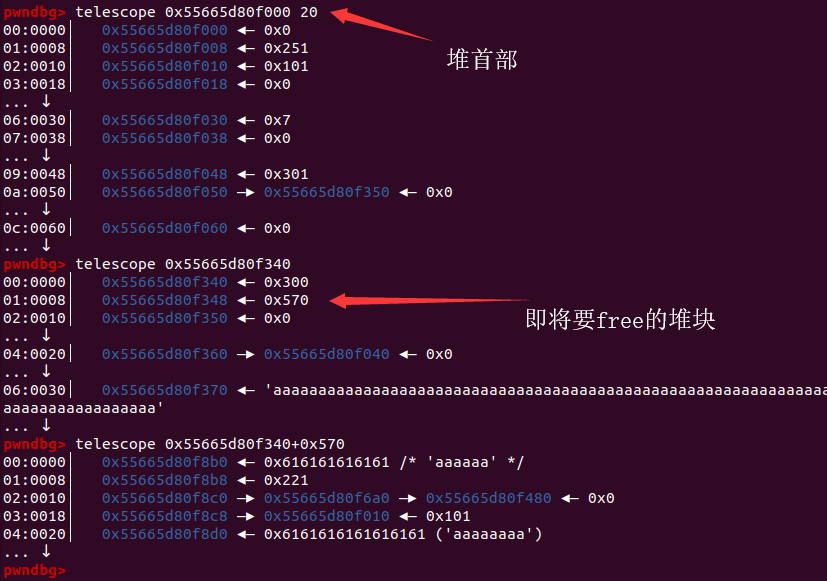 pwndbg> telescope 0x55665d80f000 20
00:0000│ 0x55665d80f000 ◂— 0x0
堆首部
01:0008│ 0x55665d80f008 ◂— 0x251
02:0010│ 0x55665d80f010 ◂— 0x101
03:0018│ 0x55665d80f018 ◂— 0x0
... ↓
06:0030│ 0x55665d80f030 ◂— 0x7
07:0038│ 0x55665d80f038 ◂— 0x0
... ↓
09:0048│ 0x55665d80f048 ◂— 0x301
0a:0050│ 0x55665d80f050 —▸ 0x55665d80f350 ◂— 0x0
... ↓
0c:0060│ 0x55665d80f060 ◂— 0x0
... ↓
pwndbg> telescope 0x55665d80f340
00:0000│ 0x55665d80f340 ◂— 0x300
01:0008│ 0x55665d80f348 ◂— 0x570
即将要free的堆块
02:0010│ 0x55665d80f350 ◂— 0x0
... ↓
04:0020│ 0x55665d80f360 —▸ 0x55665d80f040 ◂— 0x0
... ↓
06:0030│ 0x55665d80f370 ◂— 'aaaaaaaaaaaaaaaaaaaaaaaaaaaaaaaaaaaaaaaaaaaaaaaaaaaaaaaaaaaaaa
aaaaaaaaaaaaaaaaa'
... ↓
pwndbg> telescope 0x55665d80f340+0x570
00:0000│ 0x55665d80f8b0 ◂— 0x616161616161 /* 'aaaaaa' */
01:0008│ 0x55665d80f8b8 ◂— 0x221
02:0010│ 0x55665d80f8c0 —▸ 0x55665d80f6a0 —▸ 0x55665d80f480 ◂— 0x0
03:0018│ 0x55665d80f8c8 —▸ 0x55665d80f010 ◂— 0x101
04:0020│ 0x55665d80f8d0 ◂— 0x6161616161616161 ('aaaaaaaa')
... ↓
pwndbg>